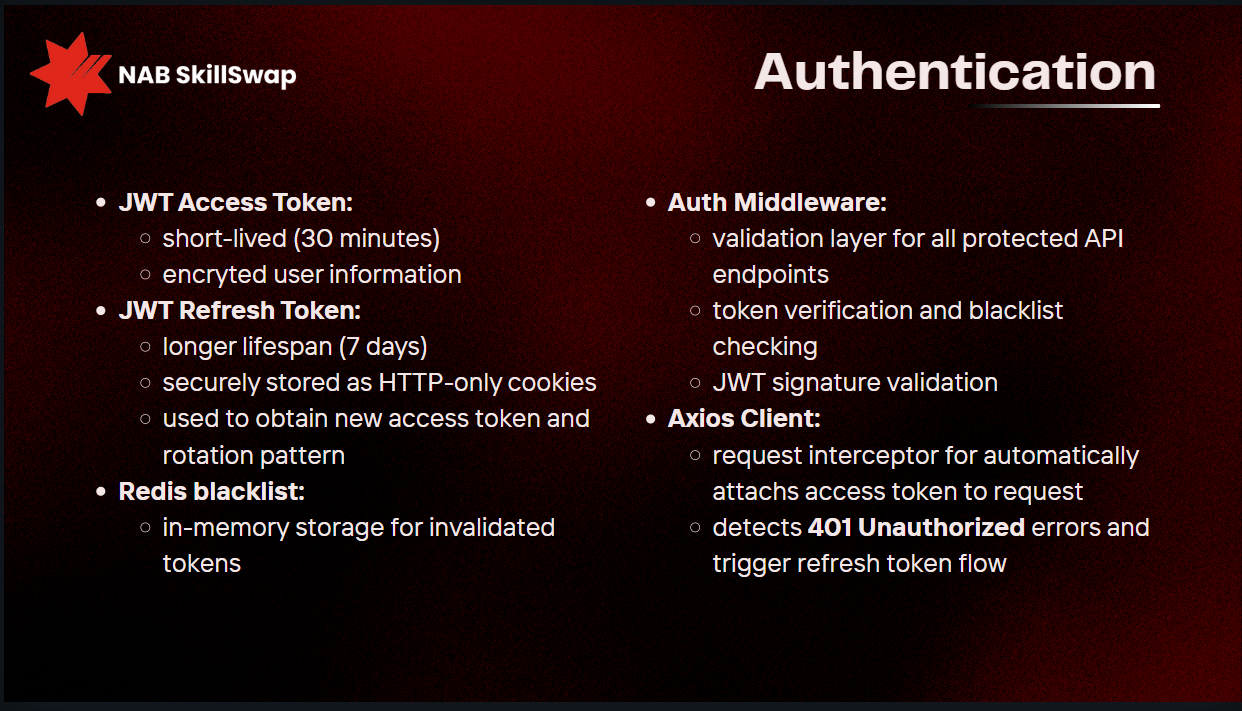 NAB SkillSwap
Authentication
• JWT Access Token:
○ short-lived (30 minutes)
○ encryted user information
• JWT Refresh Token:
○ longer lifespan (7 days)
○ securely stored as HTTP-only cookies
○ used to obtain new access token and
rotation pattern
• Redis blacklist:
○ in-memory storage for invalidated
tokens
• Auth Middleware:
○ validation layer for all protected API
endpoints
○ token verification and blacklist
checking
○ JWT signature validation
• Axios Client:
○ request interceptor for automatically
attachs access token to request
○ detects 401 Unauthorized errors and
trigger refresh token flow